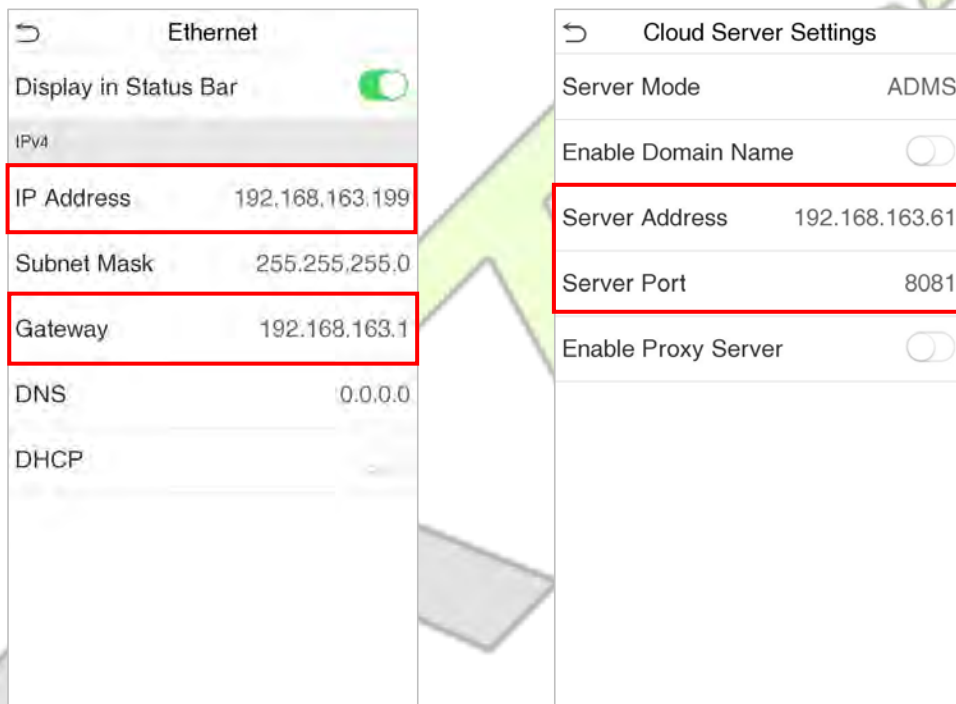 Ethernet
Display in Status Bar
IPv4
IP Address 192.168.163.199
Subnet Mask 255.255.255.0
Gateway 192.168.163.1
DNS 0.0.0.0
DHCP
Cloud Server Settings
Server Mode ADMS
Enable Domain Name
Server Address 192.168.163.61
Server Port 8081
Enable Proxy Server